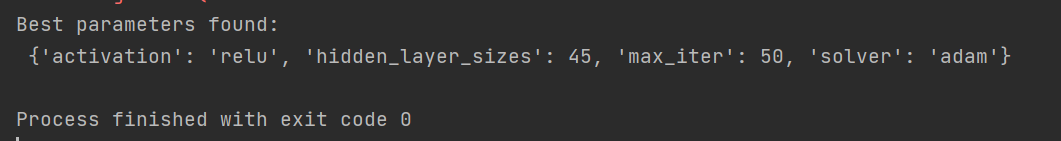 Best parameters found:
{'activation': 'relu', 'hidden_layer_sizes': 45, 'max_iter': 50, 'solver': 'adam'}
Process finished with exit code 0